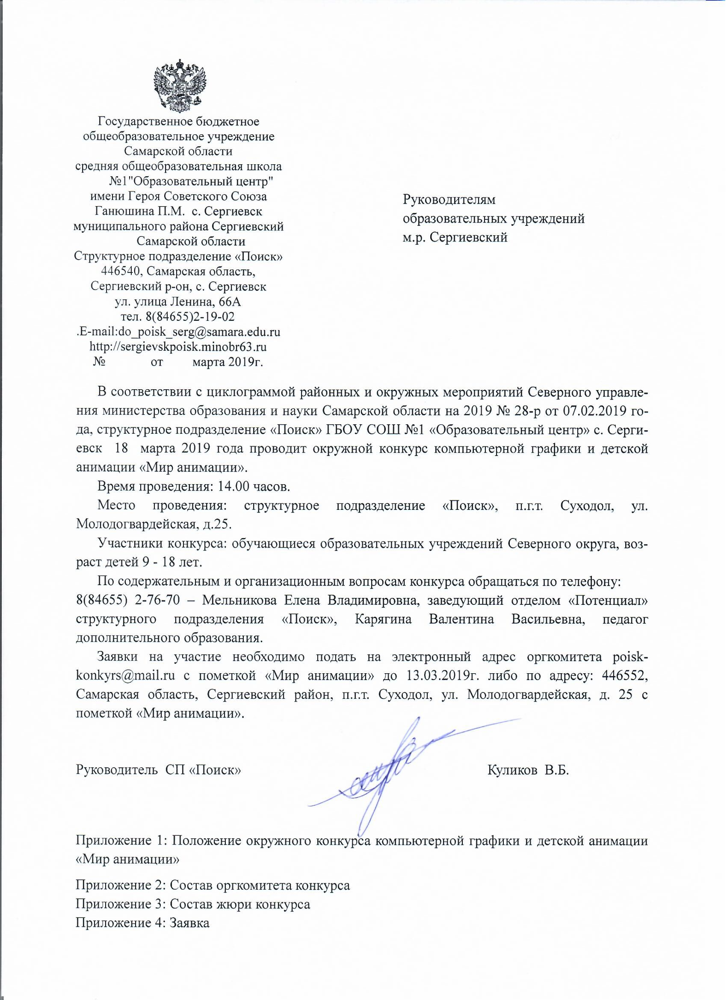 Государственное бюджетное
общеобразовательное учреждение
Самарской области
средняя общеобразовательная школа
№1"Образовательный центр"
имени Героя Советского Союза
Ганюшина П.М.  с. Сергиевск
муниципального района Сергиевский
Самарской области
Структурное подразделение «Поиск»
446540, Самарская область,
Сергиевский р-он, с. Сергиевск
ул. улица Ленина, 66А
тел. 8(84655)2-19-02
.E-mail:do_poisk_serg@samara.edu.ru
http://sergievskpoisk.minobr63.ru
№ от марта 2019г.
Руководителям
образовательных учреждений
м.р. Сергиевский
В соответствии с циклограммой районных и окружных мероприятий Северного управле-
ния министерства образования и науки Самарской области на 2019 № 28-р от 07.02.2019 го-
да, структурное подразделение «Поиск» ГБОУ СОШ №1 «Образовательный центр» с. Серги-
евск  18  марта 2019 года проводит окружной конкурс компьютерной графики и детской
анимации «Мир анимации».
Время проведения: 14.00 часов.
Место проведения: структурное подразделение «Поиск», п.г.т. Суходол, ул.
Молодогвардейская, д.25.
Участники конкурса: обучающиеся образовательных учреждений Северного округа, воз-
раст детей 9 - 18 лет.
По содержательным и организационным вопросам конкурса обращаться по телефону:
8(84655) 2-76-70 – Мельникова Елена Владимировна, заведующий отделом «Потенциал»
структурного подразделения «Поиск», Карягина Валентина Васильевна, педагог
дополнительного образования.
Заявки на участие необходимо подать на электронный адрес оргкомитета poisk-
konkyrs@mail.ru с пометкой «Мир анимации» до 13.03.2019г. либо по адресу: 446552,
Самарская область, Сергиевский район, п.г.т. Суходол, ул. Молодогвардейская, д. 25 с
пометкой «Мир анимации».
Руководитель  СП «Поиск» Куликов  В.Б.
Приложение 1: Положение окружного конкурса компьютерной графики и детской анимации
«Мир анимации»
Приложение 2: Состав оргкомитета конкурса
Приложение 3: Состав жюри конкурса
Приложение 4: Заявка